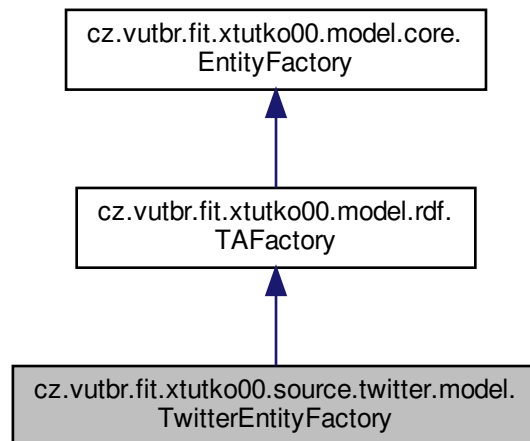 cz.vutbr.fit.xtutko00.model.core.
EntityFactory
cz.vutbr.fit.xtutko00.model.rdf.
TAFactory
cz.vutbr.fit.xtutko00.source.twitter.model.
TwitterEntityFactory